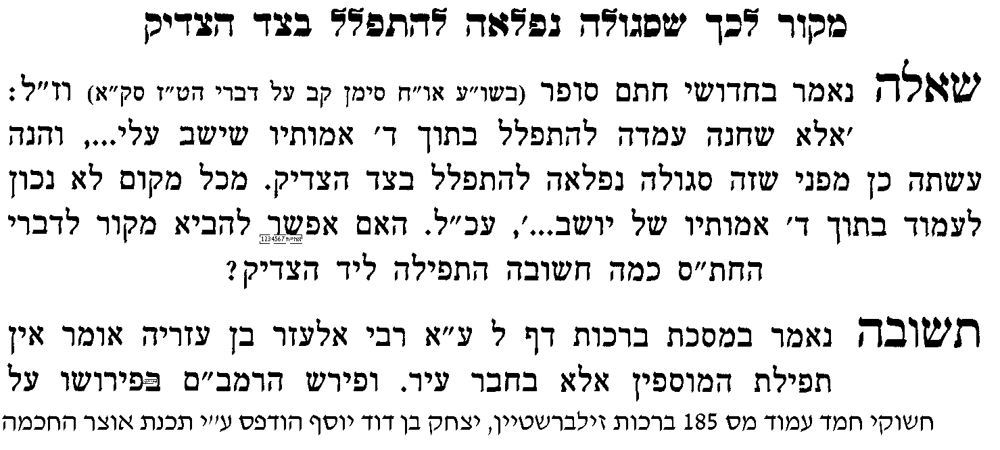 מקור לכך שסגולה נפלאה להתפלל בצד הצדיק
שאלה נאמר בחדושי חתם סופר (בשו״ע או״ח סימן קב על דברי הט״ז סק״א) וז״ל:
׳אלא שחנה עמדה להתפלל בתוך ד׳ אמותיו שישב עלי..., והנה
עשתה כן מפני שזה סגולה נפלאה להתפלל בצד הצדיק. מכל מקום לא נכון
לעמוד בתוך ד׳ אמותיו של יושב...׳, עכ״ל. האם אפשר להביא מקור לדברי
אה״ח 1234567
החת״ס כמה חשובה התפילה ליד הצדיק?
תשובה נאמר במסכת ברכות דף ל ע״א רבי אלעזר בן עזריה אומר אין
תפילת המוספין אלא בחבר עיר. ופירש הרמב״ם בפירושו על
חשוקי חמד עמוד מס 185 ברכות זילברשטיין, יצחק בן דוד יוסף הודפס ע״י תכנת אוצר החכמה